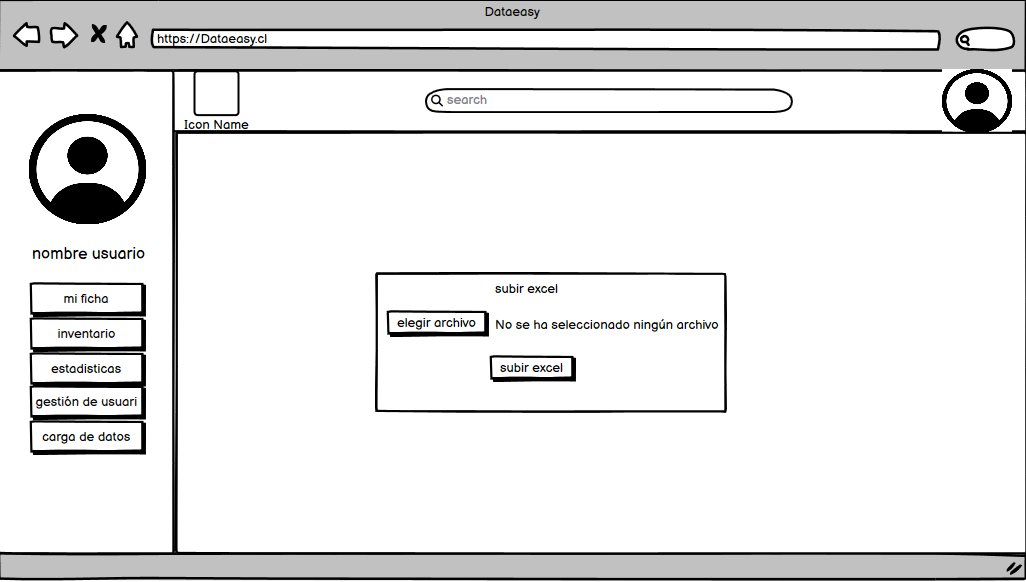 Dataeasy
https://Dataeasy.cl
Icon Name
search
nombre usuario
mi ficha
inventario
estadisticas
gestión de usuari
carga de datos
subir excel
elegir archivo No se ha seleccionado ningún archivo
subir excel